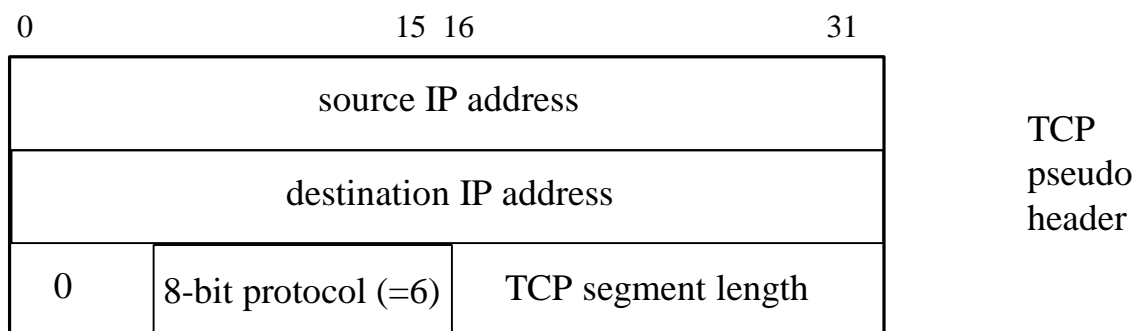 0 15 16 31
source IP address
destination IP address
0 8-bit protocol (=6) TCP segment length
TCP
pseudo
header